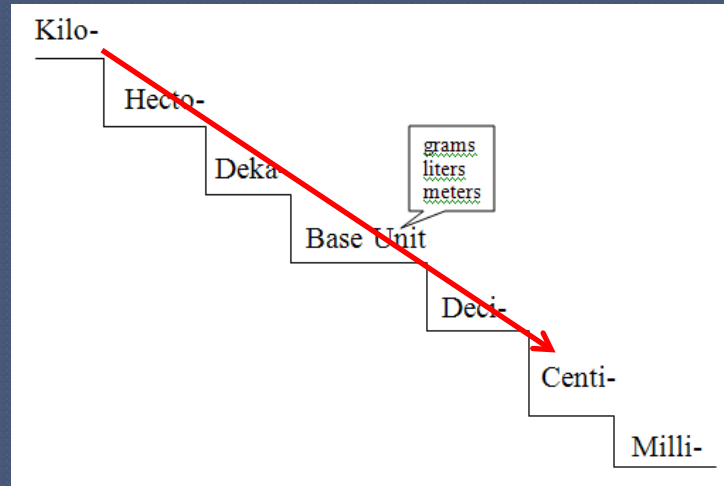 Kilo-
Hecto-
Deka-
grams
liters
meters
Base Unit
Deci-
Centi-
Milli-